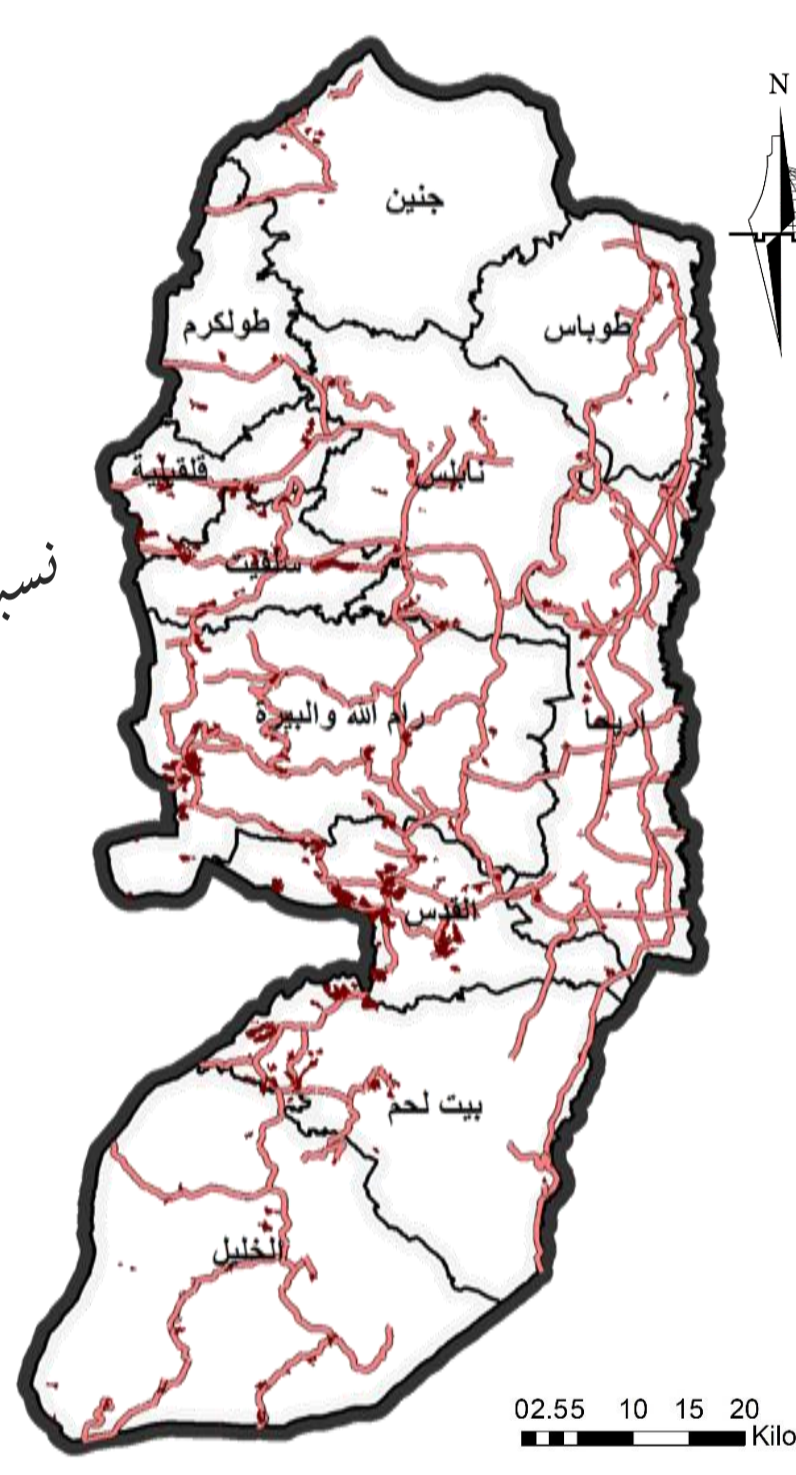 N
جنين
طولكرم
طوباس
قلقيلية
نابلس
سلفيت
رام الله والبيرة
اريحا
القدس
بيت لحم
الخليل
02.55 10 15 20
Kilo